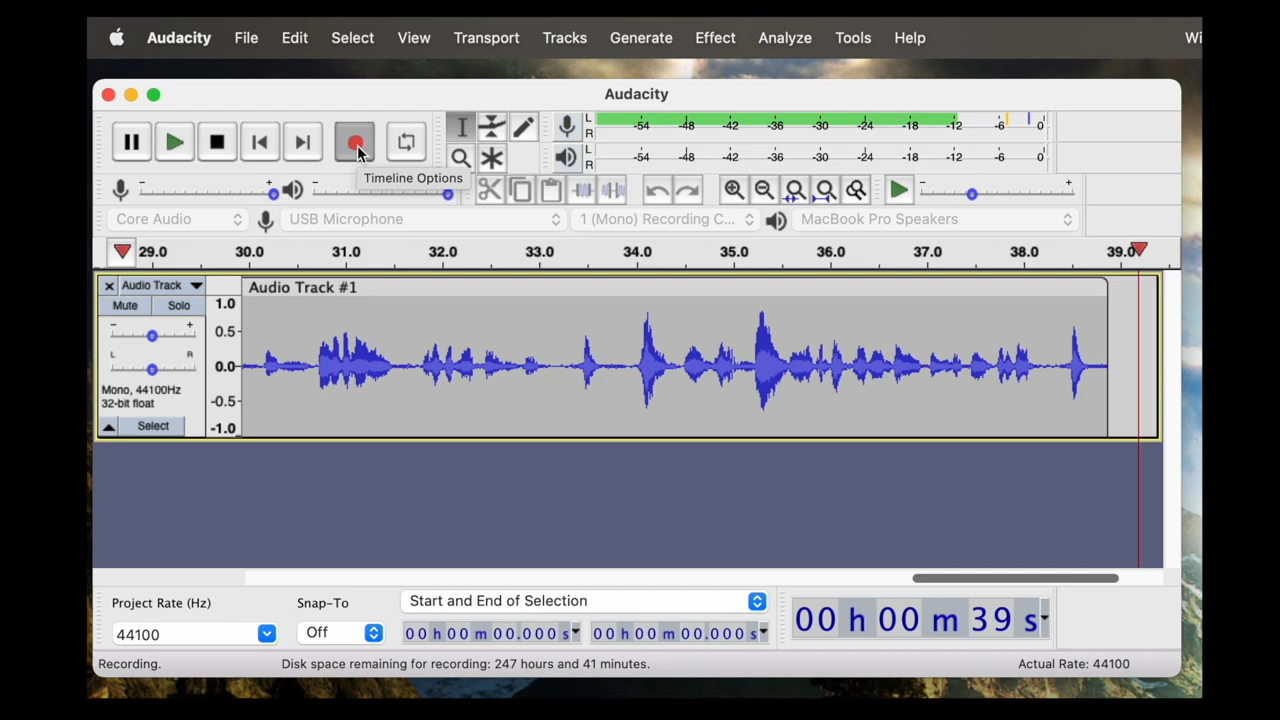 Audacity File Edit Select View Transport Tracks Generate Effect Analyze Tools Help Wi
Audacity
L -54 -48 -42 -36 -30 -24 -18 -12 -6 0
R
L -54 -48 -42 -36 -30 -24 -18 -12 -6 0
R
Timeline Options
- + - - +
Core Audio USB Microphone 1 (Mono) Recording C... MacBook Pro Speakers
29.0 30.0 31.0 32.0 33.0 34.0 35.0 36.0 37.0 38.0 39.0
Audio Track Audio Track #1
Mute Solo 1.0
- + 0.5
L R 0.0
Mono, 44100Hz
32-bit float -0.5
Select -1.0
Project Rate (Hz) Snap-To Start and End of Selection
44100 Off 00 h 00 m 00.000 s 00 h 00 m 00.000 s 00 h 00 m 39 s
Recording. Disk space remaining for recording: 247 hours and 41 minutes. Actual Rate: 44100